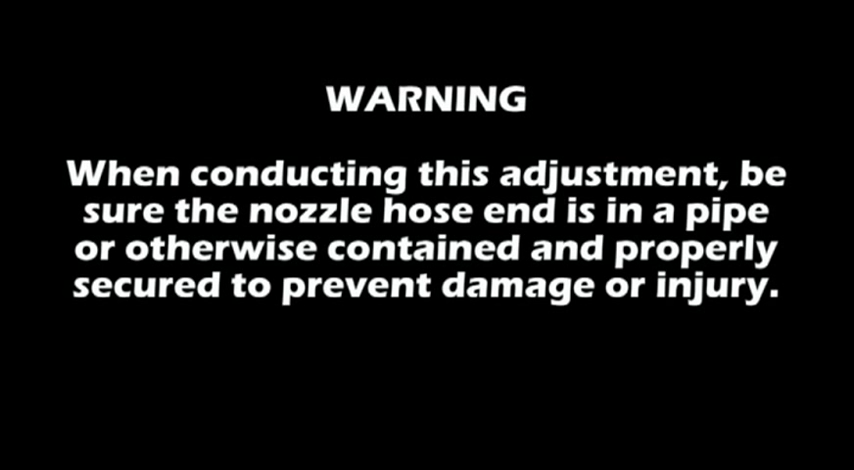 WARNING
When conducting this adjustment, be
sure the nozzle hose end is in a pipe
or otherwise contained and properly
secured to prevent damage or injury.